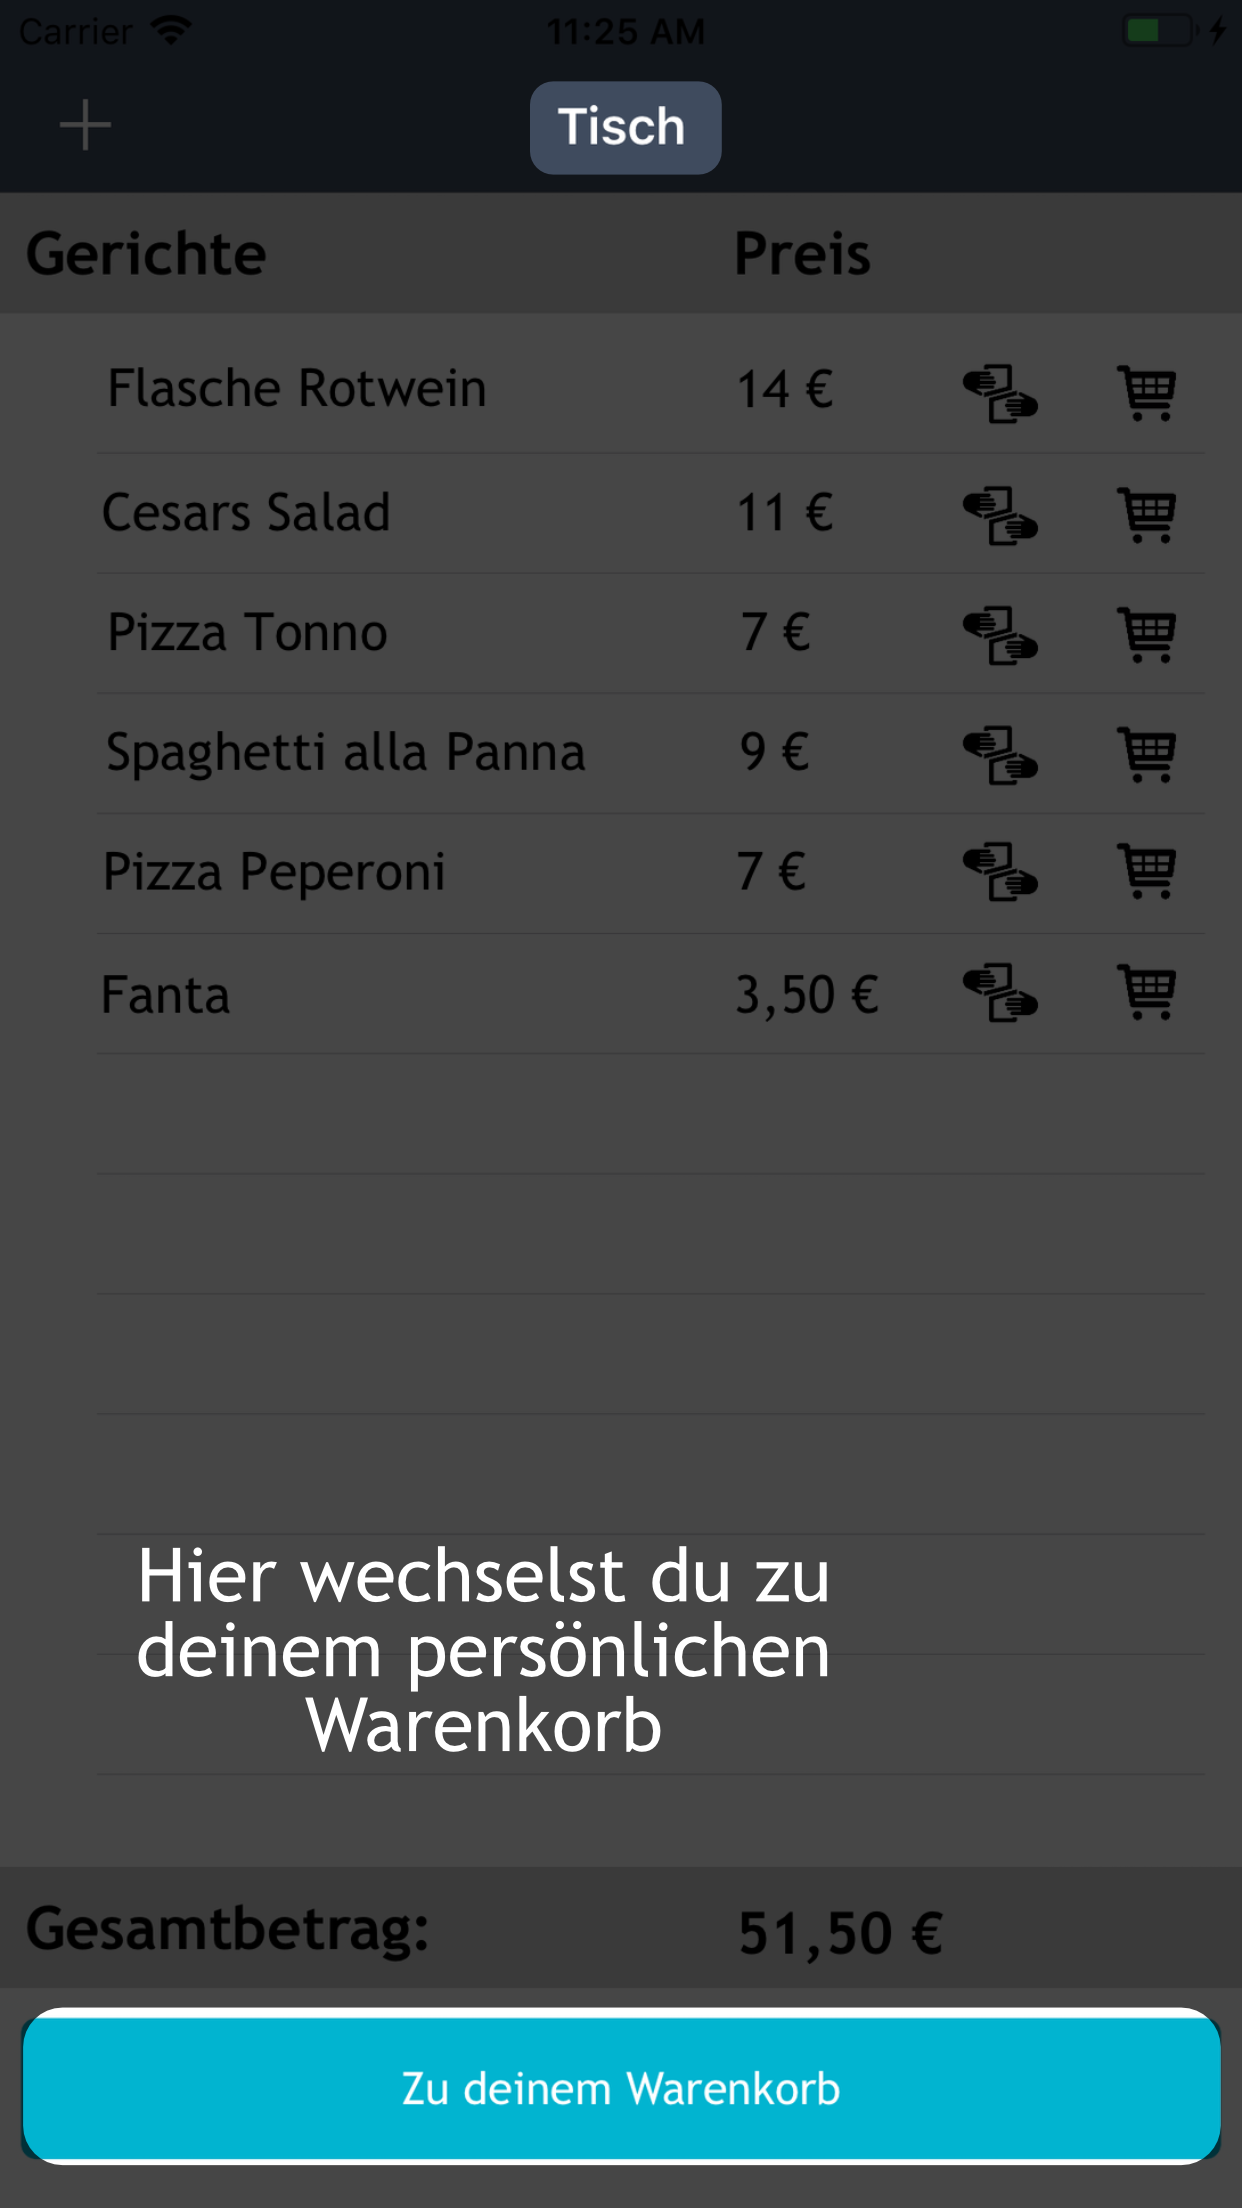 Carrier 11:25 AM
Tisch
Gerichte Preis
Flasche Rotwein 14 €
Cesars Salad 11 €
Pizza Tonno 7 €
Spaghetti alla Panna 9 €
Pizza Peperoni 7 €
Fanta 3,50 €
Hier wechselst du zu
deinem persönlichen
Warenkorb
Gesamtbetrag: 51,50 €
Zu deinem Warenkorb